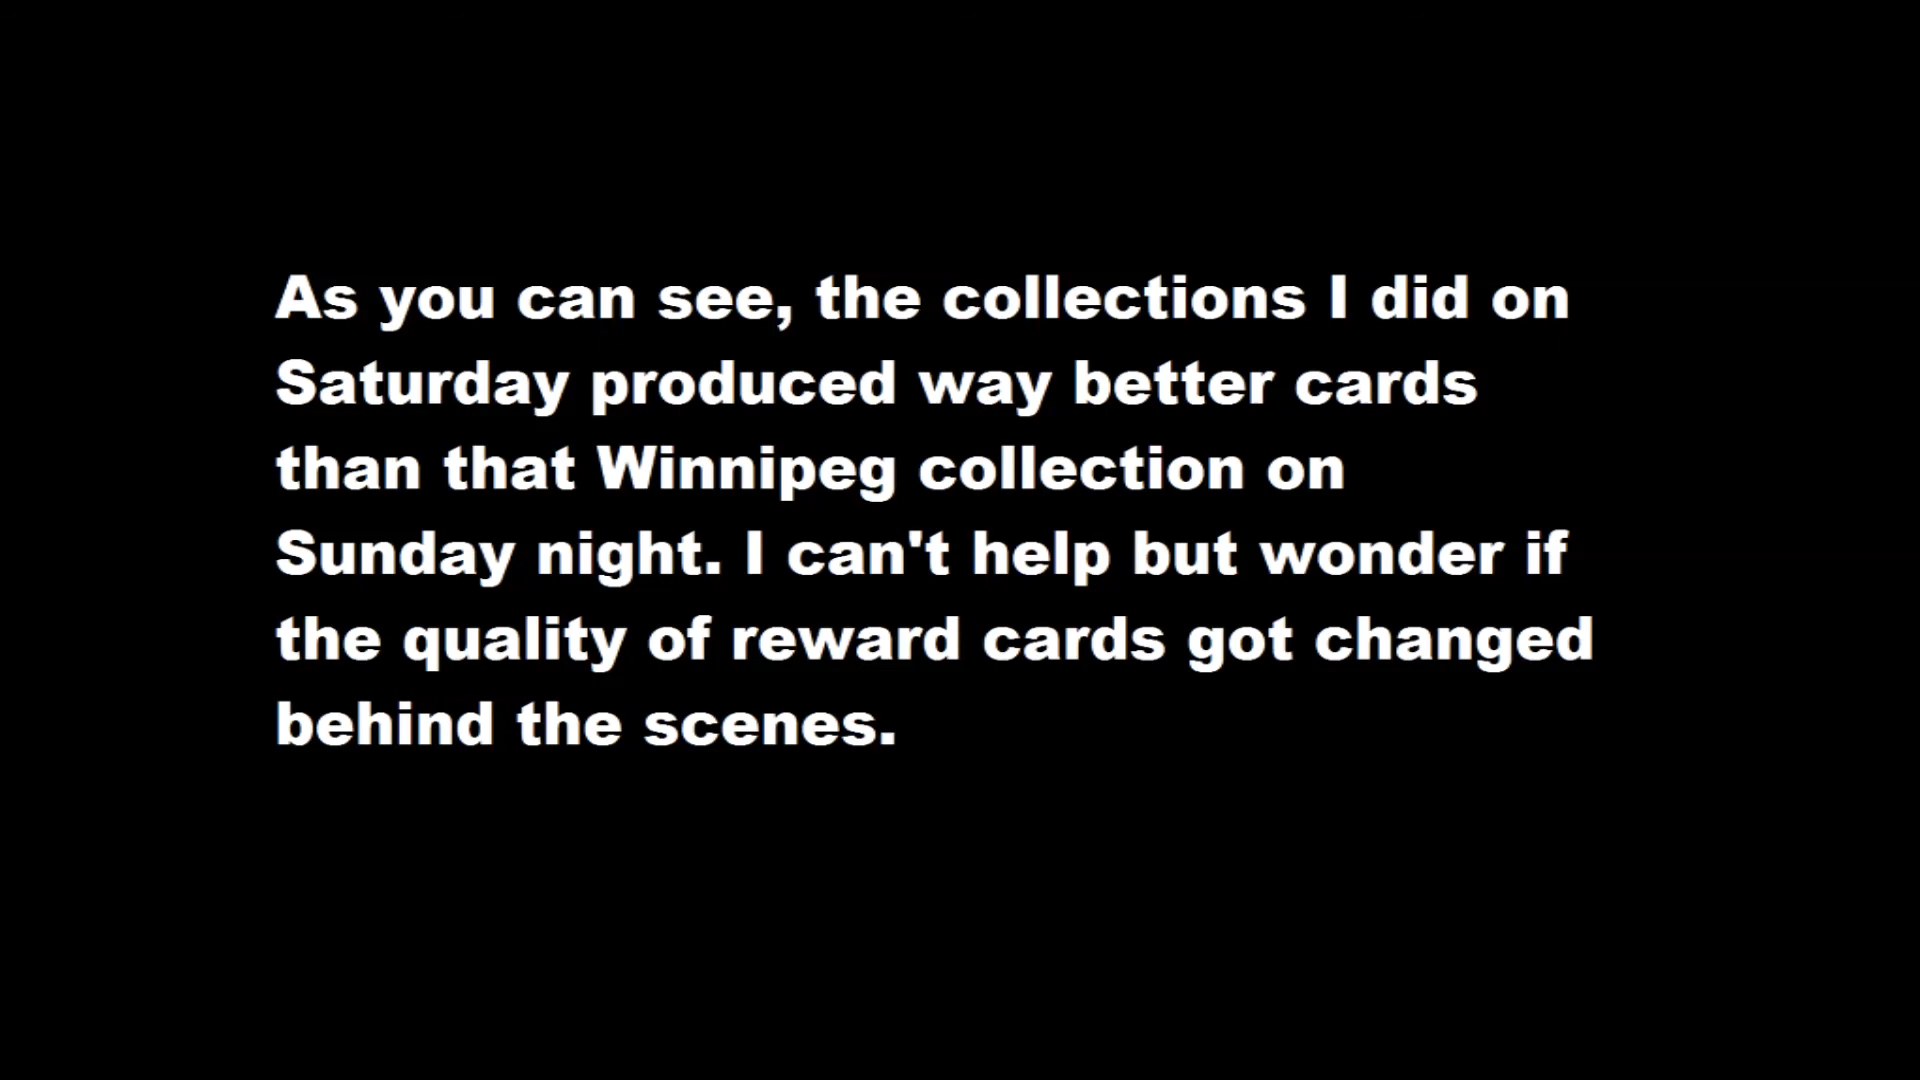 As you can see, the collections I did on
Saturday produced way better cards
than that Winnipeg collection on
Sunday night. I can't help but wonder if
the quality of reward cards got changed
behind the scenes.